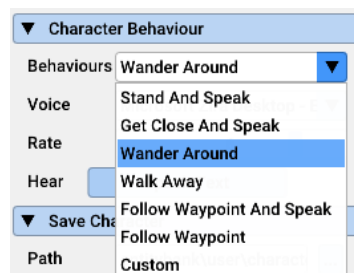 ▼ Character Behaviour
Behaviours Wander Around ▼
Voice
Stand And Speak
Get Close And Speak
Rate
Wander Around
Hear
Walk Away
Follow Waypoint And Speak
▼ Save Cha
Follow Waypoint
Path
Custom